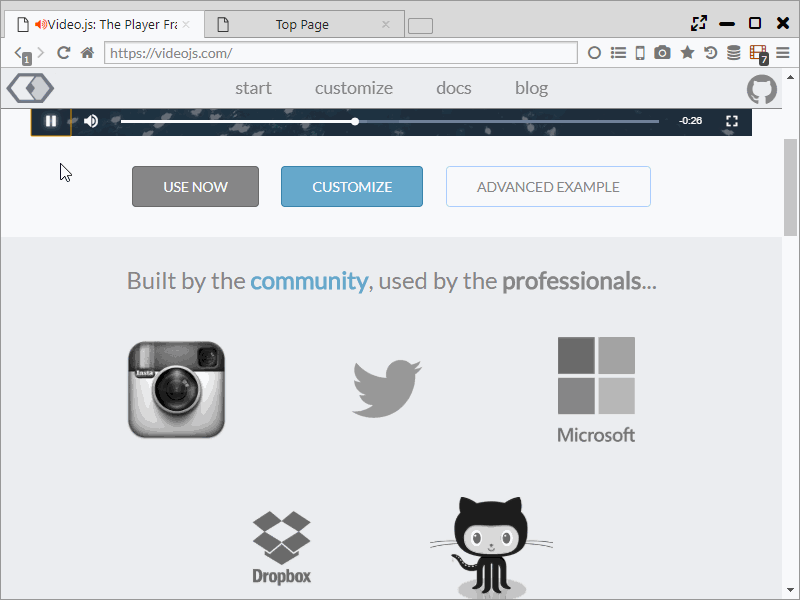 Video.js: The Player Fra
Top Page
1
https://videojs.com/
7
start customize docs blog
-0:26
USE NOW CUSTOMIZE ADVANCED EXAMPLE
Built by the community, used by the professionals...
Insta
Microsoft
Dropbox